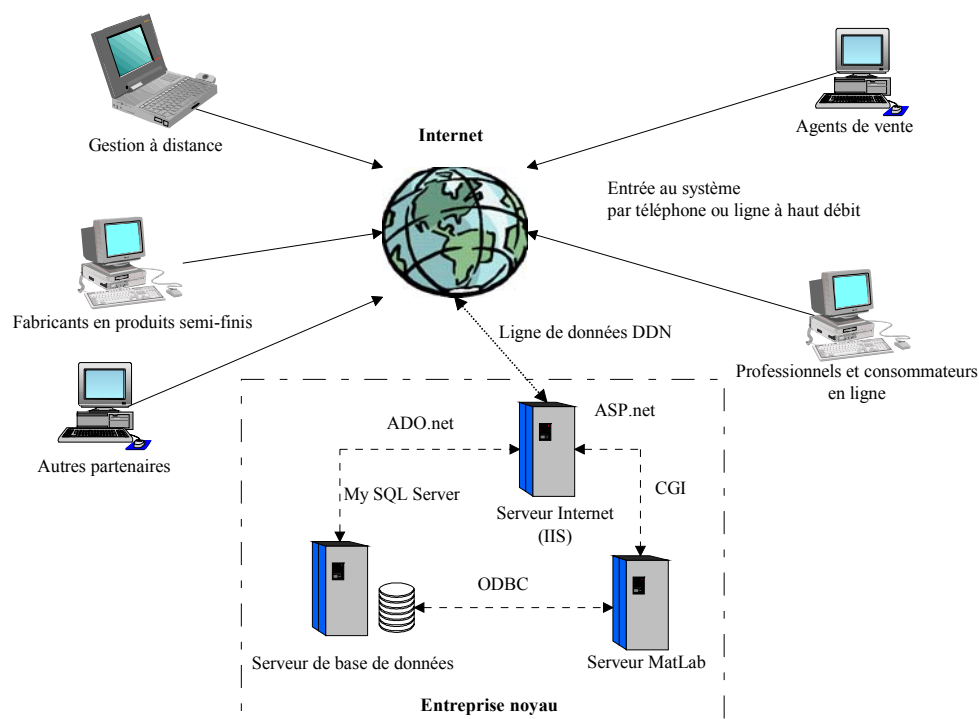 Gestion à distance
Internet
Agents de vente
Entrée au système
par téléphone ou ligne à haut débit
Fabricants en produits semi-finis
Ligne de données DDN
Professionnels et consommateurs
en ligne
Autres partenaires
ADO.net
ASP.net
My SQL Server
CGI
Serveur Internet
(IIS)
ODBC
Serveur de base de données
Serveur MatLab
Entreprise noyau